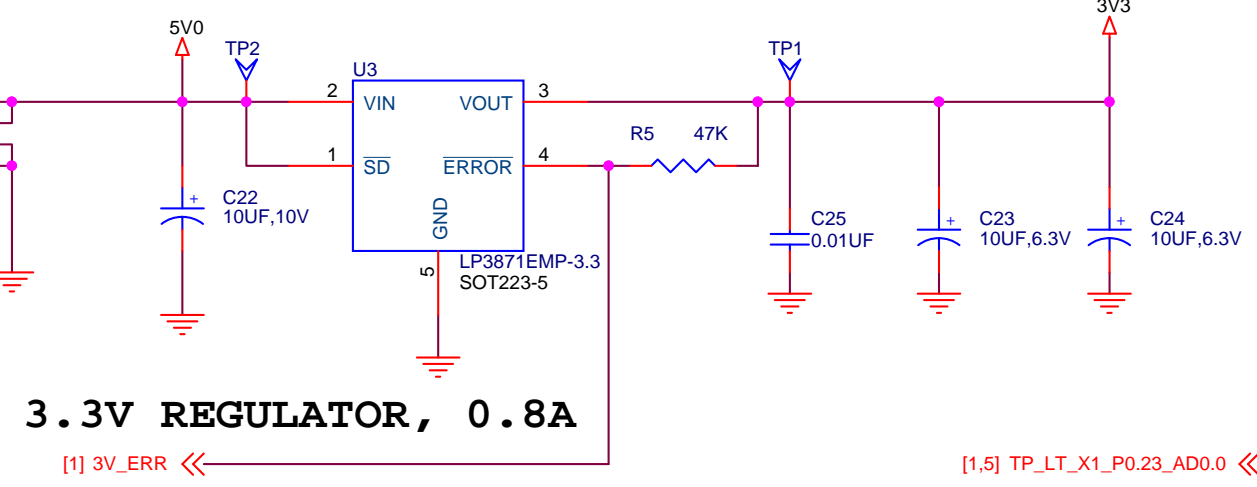 3V3
5V0
TP2
TP1
U3
2
VIN
VOUT
3
R5
47K
1
SD
ERROR
4
C22
10UF,10V
GND
C25
0.01UF
C23
10UF,6.3V
C24
10UF,6.3V
5
LP3871EMP-3.3
SOT223-5
3.3V REGULATOR, 0.8A
[1] 3V_ERR
[1,5] TP_LT_X1_P0.23_AD0.0